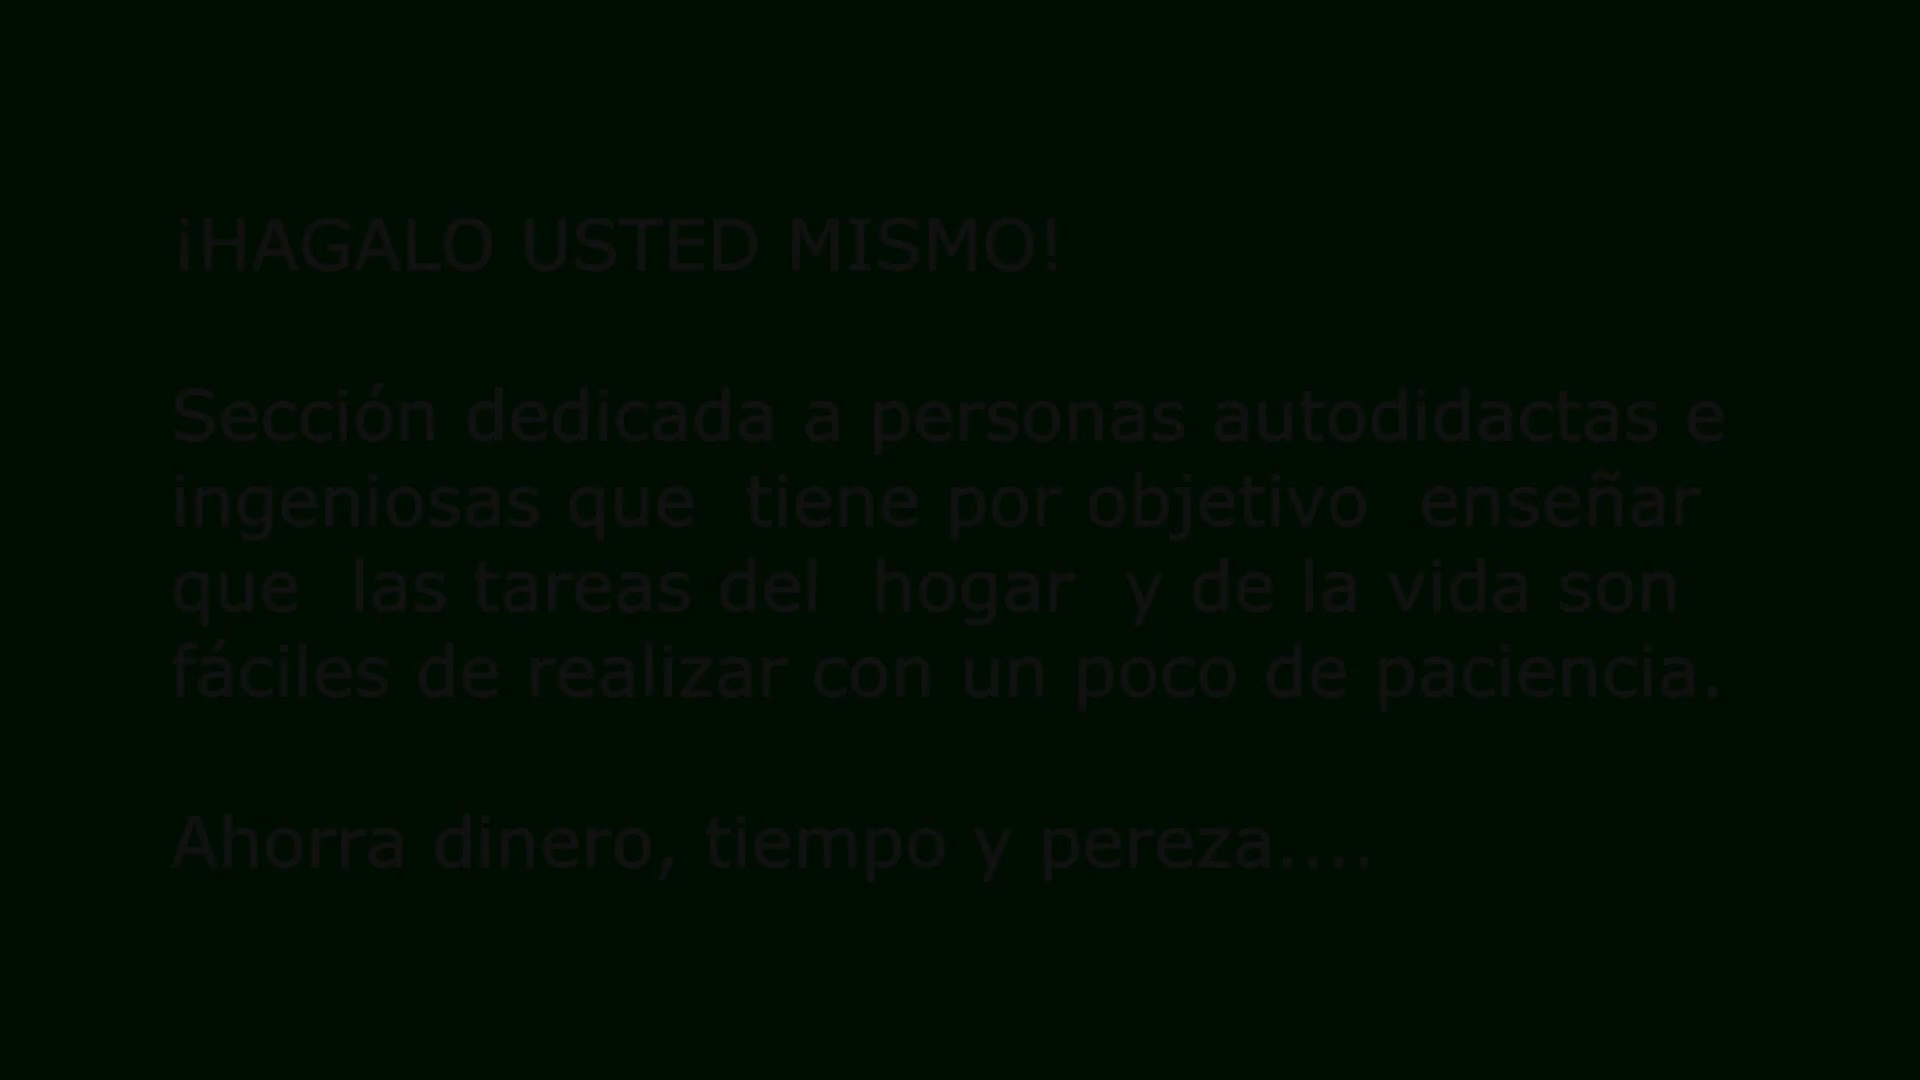 ¡HAGALO USTED MISMO!
Sección dedicada a personas autodidactas e
ingeniosas que  tiene por objetivo  enseñar
que  las tareas del  hogar  y de la vida son
fáciles de realizar con un poco de paciencia.
Ahorra dinero, tiempo y pereza....